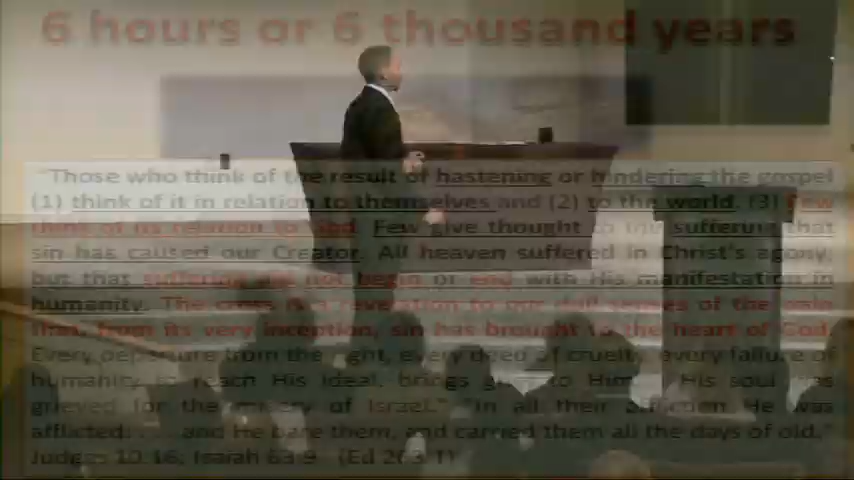 6 hours or 6 thousand years
"Those who think of the result of hastening or hindering the gospel
(1) think of it in relation to themselves and (2) to the world. (3) Few
think of its relation to God. Few give thought to the suffering that
sin has caused our Creator. All heaven suffered in Christ's agony;
but that suffering did not begin or end with His manifestation in
humanity. The cross is a revelation to our dull senses of the pain
that, from its very inception, sin has brought to the heart of God.
Every departure from the right, every deed of cruelty, every failure of
humanity to reach His ideal, brings grief to Him. "His soul was
grieved for the misery of Israel." "In all their affliction He was
afflicted: . . . and He bare them, and carried them all the days of old."
Judges 10:16; Isaiah 63:9. (Ed 263.1)